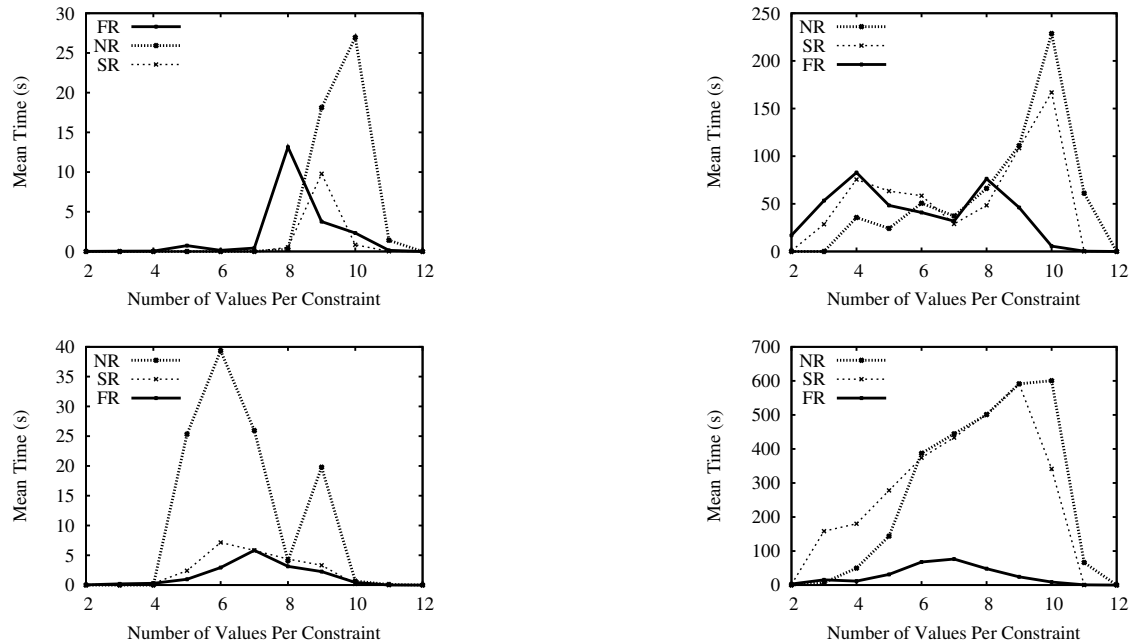 FR
NR
SR
30
25
20
15
10
5
0
Mean Time (s)
2 4 6 8 10 12
Number of Values Per Constraint
NR
SR
FR
250
200
150
100
50
0
Mean Time (s)
2 4 6 8 10 12
Number of Values Per Constraint
NR
SR
FR
40
35
30
25
20
15
10
5
0
Mean Time (s)
2 4 6 8 10 12
Number of Values Per Constraint
NR
SR
FR
700
600
500
400
300
200
100
0
Mean Time (s)
2 4 6 8 10 12
Number of Values Per Constraint